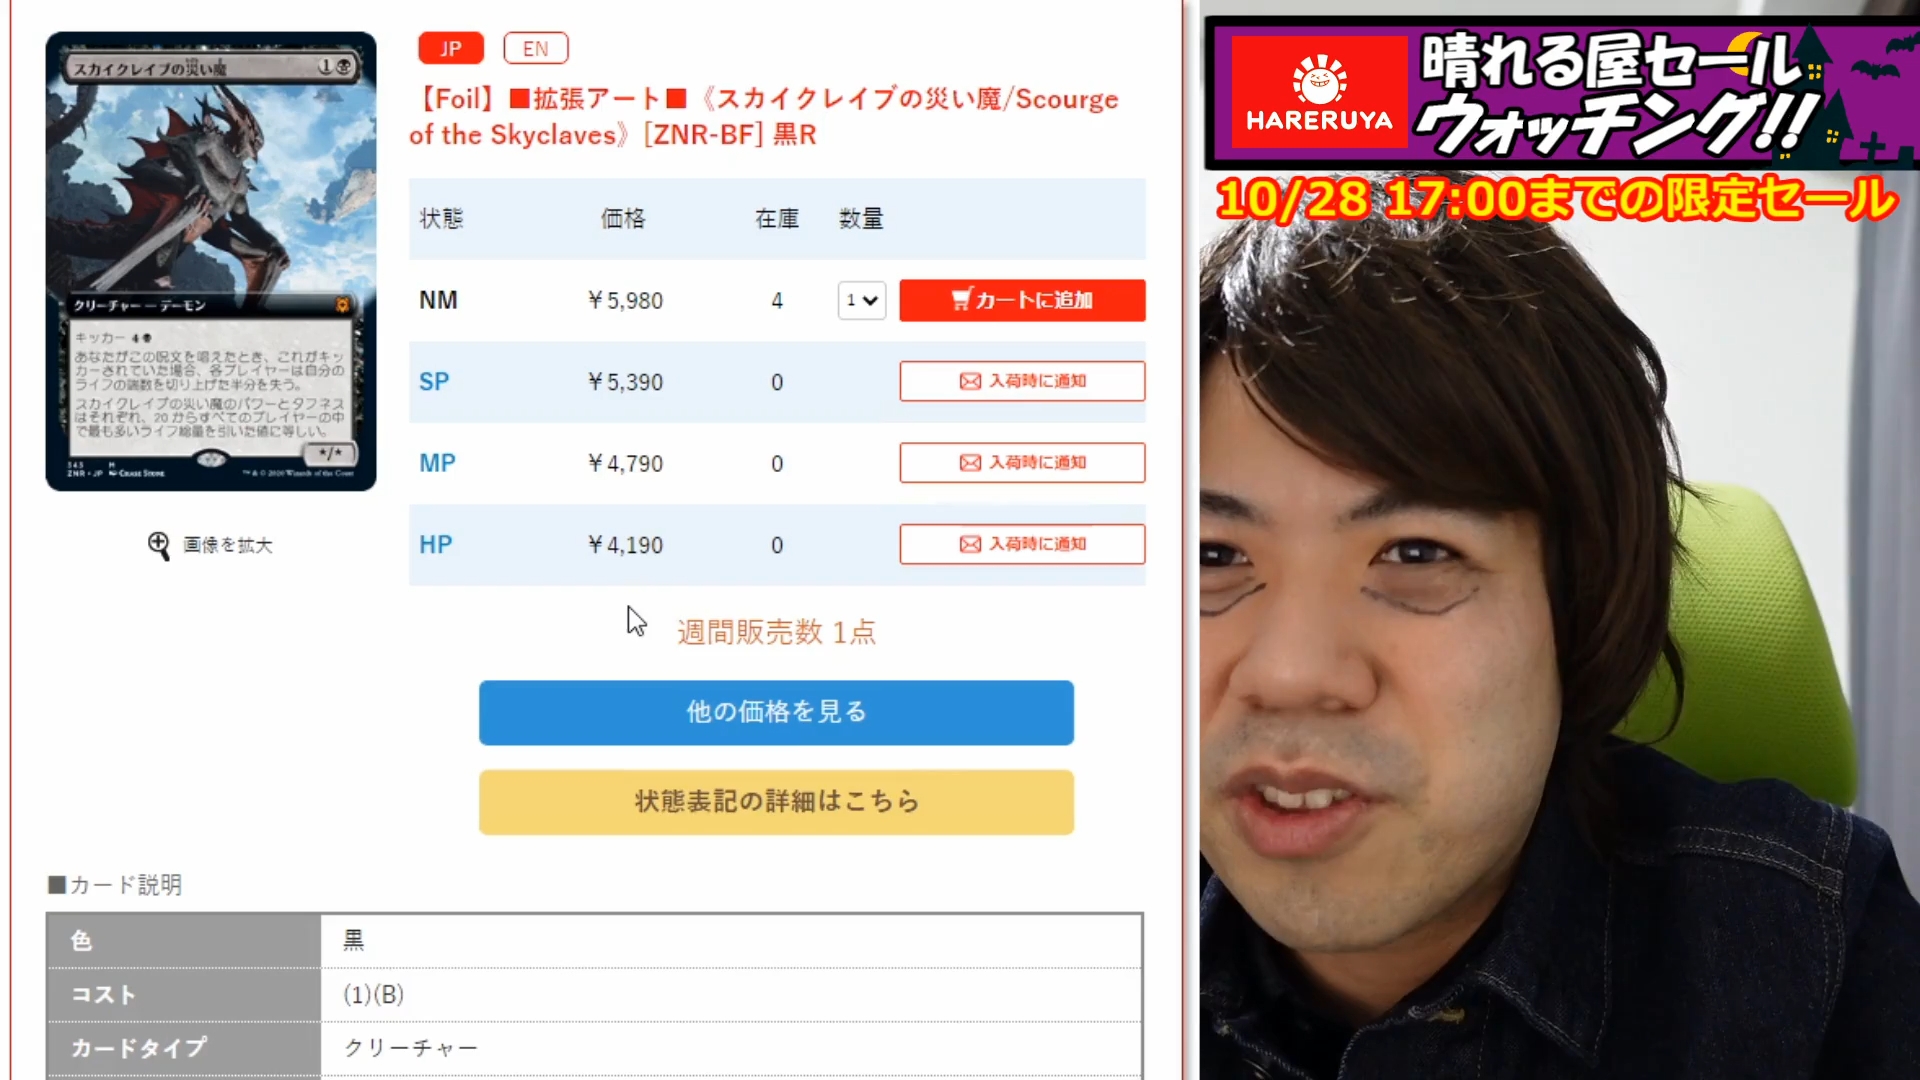 スカイクレイブの災い魔 1
クリーチャー — デーモン
キッカー 4
あなたがこの呪文を唱えたとき、これがキッ
カーされていた場合、各プレイヤーは自分の
ライフの端数を切り上げた半分を失う。
スカイクレイブの災い魔のパワーとタフネス
はそれぞれ、20 からすべてのプレイヤーの中
で最も多いライフ総量を引いた値に等しい。
*/*
ZNR • JP
画像を拡大
JP EN
【Foil】■拡張アート■《スカイクレイブの災い魔/Scourge
of the Skyclaves》[ZNR-BF] 黒R
状態 価格 在庫 数量
NM ¥5,980 4 1 カートに追加
SP ¥5,390 0 入荷時に通知
MP ¥4,790 0 入荷時に通知
HP ¥4,190 0 入荷時に通知
週間販売数 1点
他の価格を見る
状態表記の詳細はこちら
■カード説明
色 黒
コスト (1)(B)
カードタイプ クリーチャー
HARERUYA
晴れる屋セール
ウォッチング!!
10/28 17:00までの限定セール